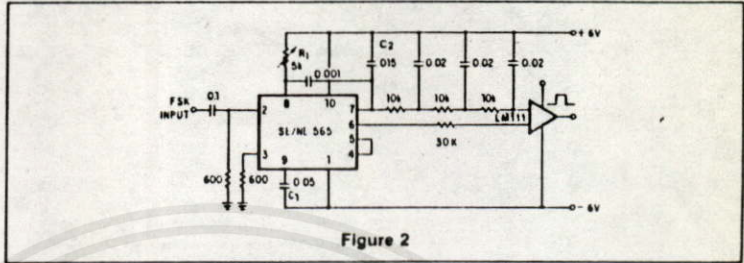 + 6V
C2
R1
5k
015
0.02
0.02
0.02
0.001
FSK
INPUT
0.1
8
10
2
7
10k
10k
10k
LM111
6
SE/NE 565
5
30K
3
4
9
1
600
600
0.05
C1
- 6V
Figure 2